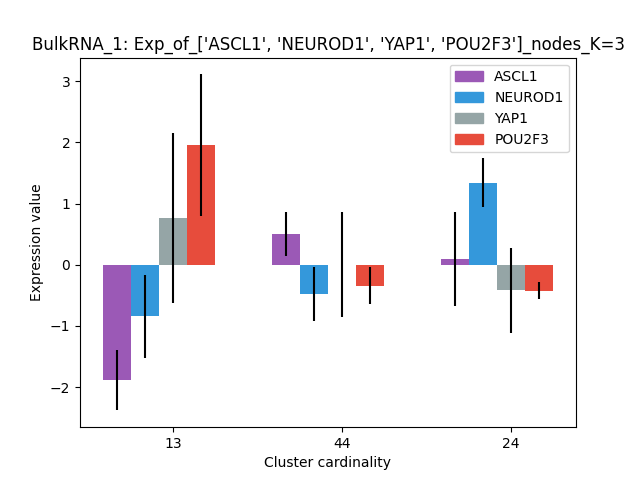 BulkRNA_1: Exp_of_['ASCL1', 'NEUROD1', 'YAP1', 'POU2F3']_nodes_K=3
ASCL1
NEUROD1
YAP1
POU2F3
Expression value
3
2
1
0
−1
−2
13 44 24
Cluster cardinality